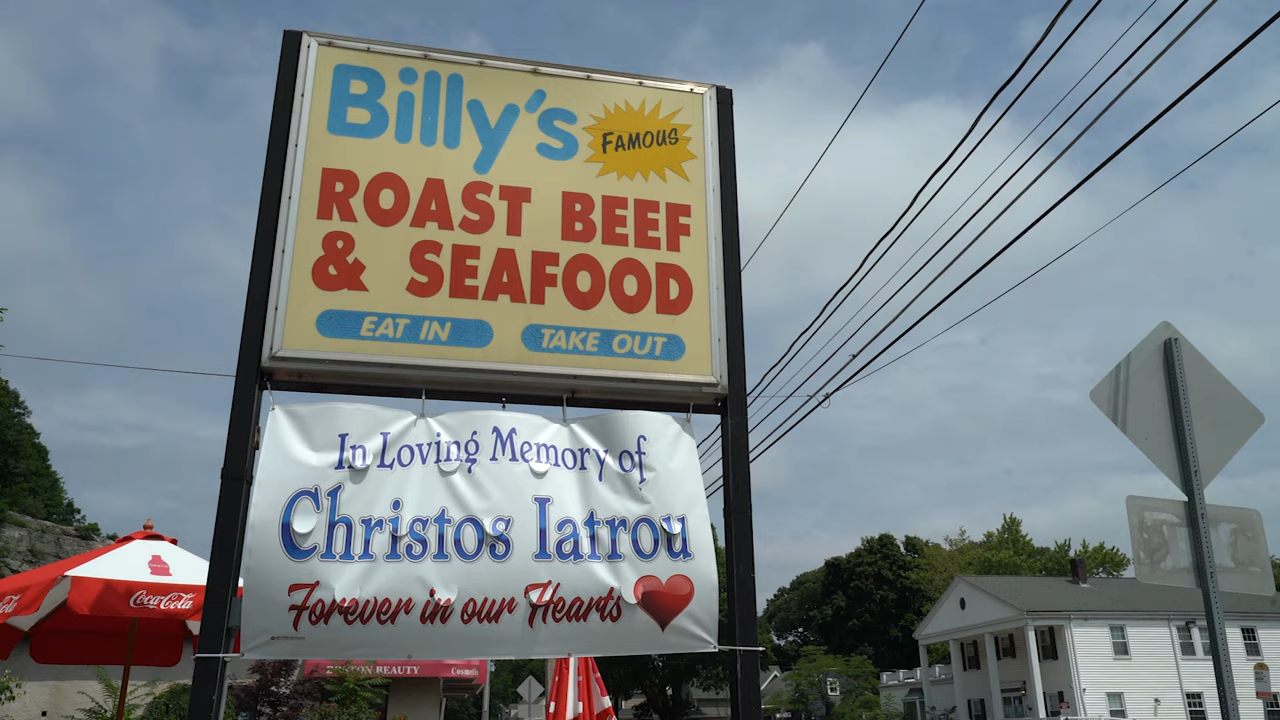 Billy's
FAMOUS
ROAST BEEF
& SEAFOOD
EAT IN
TAKE OUT
In Loving Memory of
Christos Iatrou
Forever in our Hearts
Coca-Cola
BEAUTY
Cosmetics